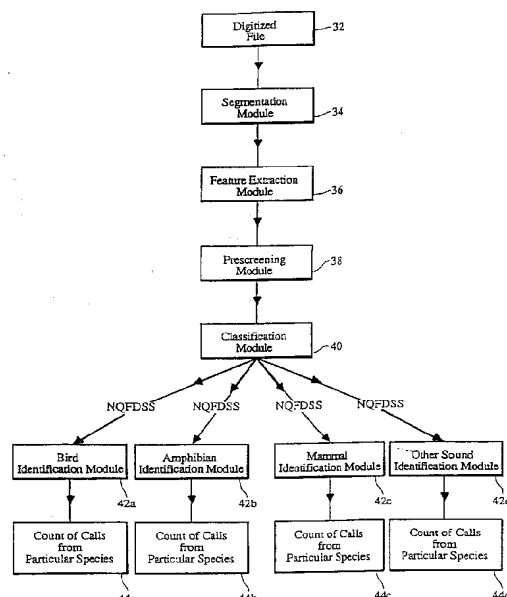 Digitized
File
32
Segmentation
Module
34
Feature Extraction
Module
36
Prescreening
Module
38
Classification
Module
40
NQFDSS NQFDSS NQFDSS NQFDSS
Bird
Identification Module
42a
Amphibian
Identification Module
42b
Mammal
Identification Module
42c
Other Sound
Identification Module
Count of Calls
from
Particular Species
Count of Calls
from
Particular Species
Count of Calls
from
Particular Species
Count of Calls
from
Particular Species